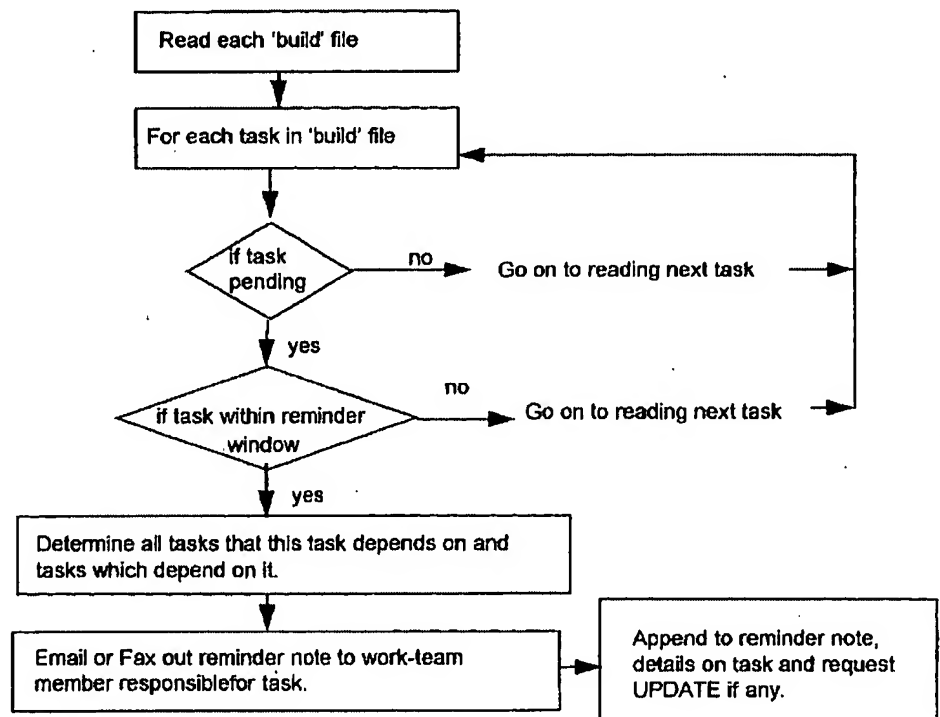 Read each 'build' file
For each task in 'build' file
if task
pending
no
Go on to reading next task
yes
if task within reminder
window
no
Go on to reading next task
yes
Determine all tasks that this task depends on and
tasks which depend on it.
Email or Fax out reminder note to work-team
member responsiblefor task.
Append to reminder note,
details on task and request
UPDATE if any.